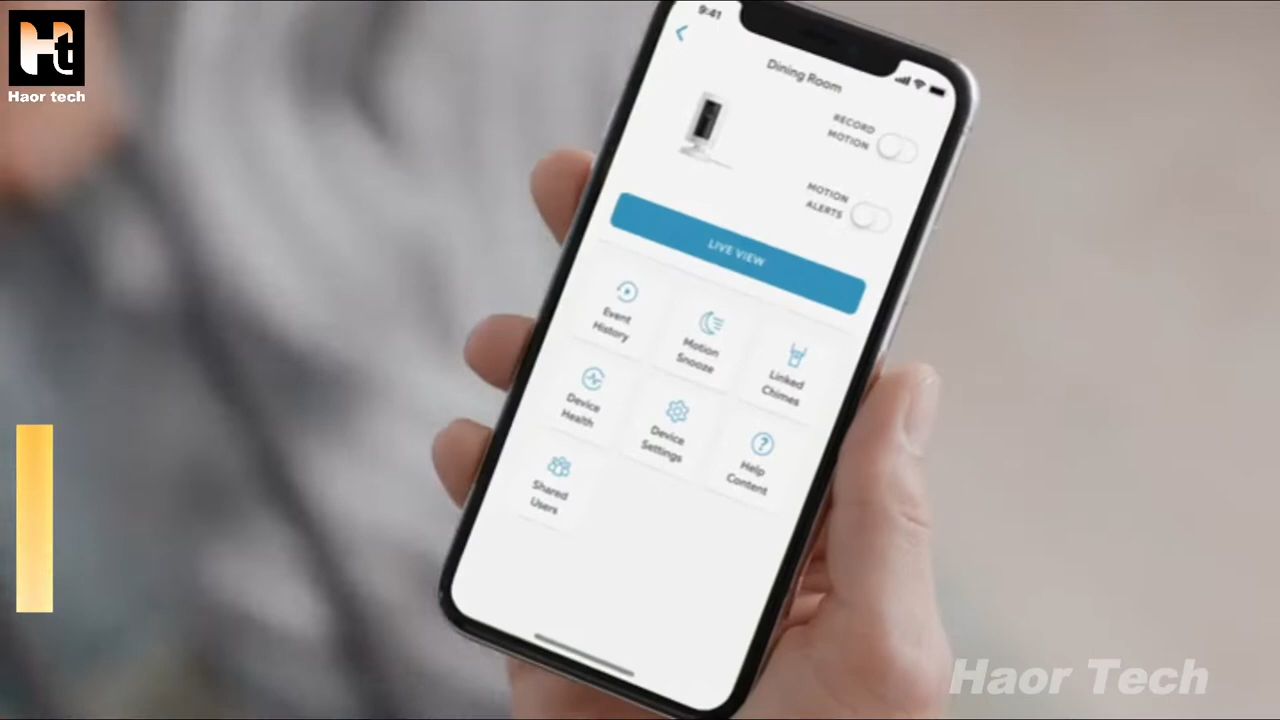 Ht
Haor tech
9:41
Dining Room
RECORD
MOTION
MOTION
ALERTS
LIVE VIEW
Event
History
Motion
Snooze
Linked
Chimes
Device
Health
Device
Settings
Help
Content
Shared
Users
Haor Tech